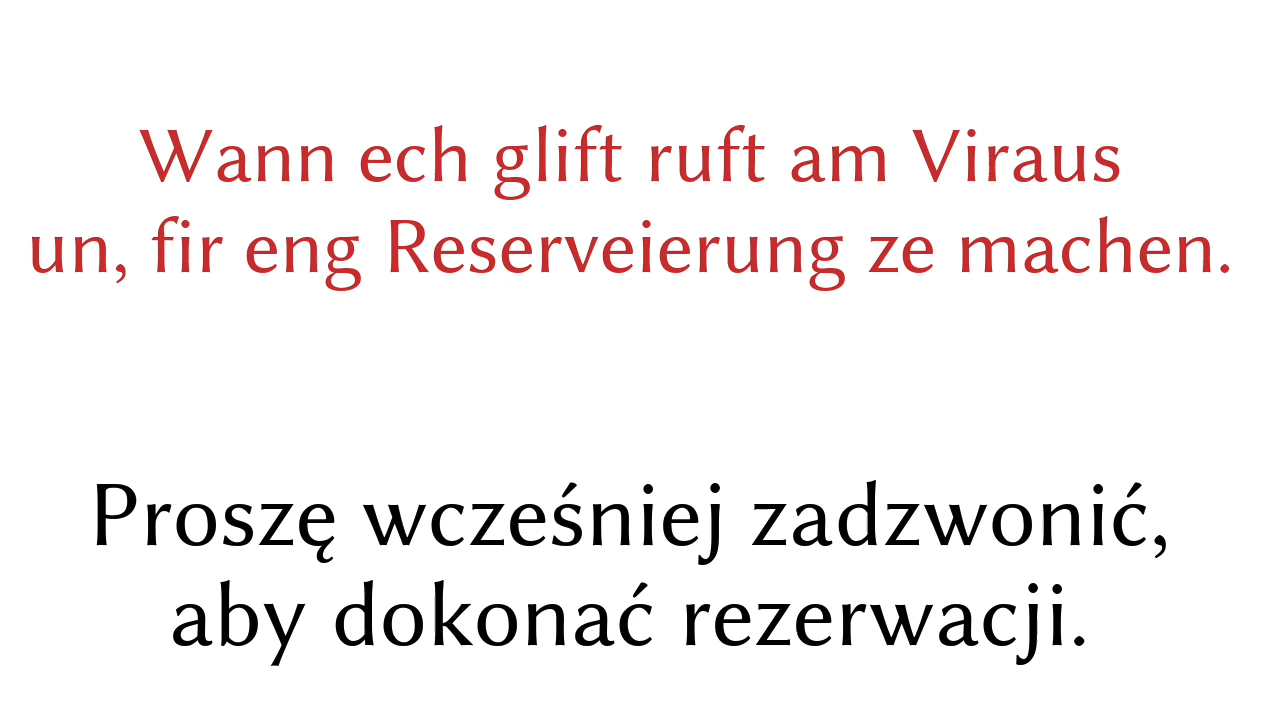 Wann ech glift ruft am Viraus
un, fir eng Reserveierung ze machen.
Proszę wcześniej zadzwonić,
aby dokonać rezerwacji.